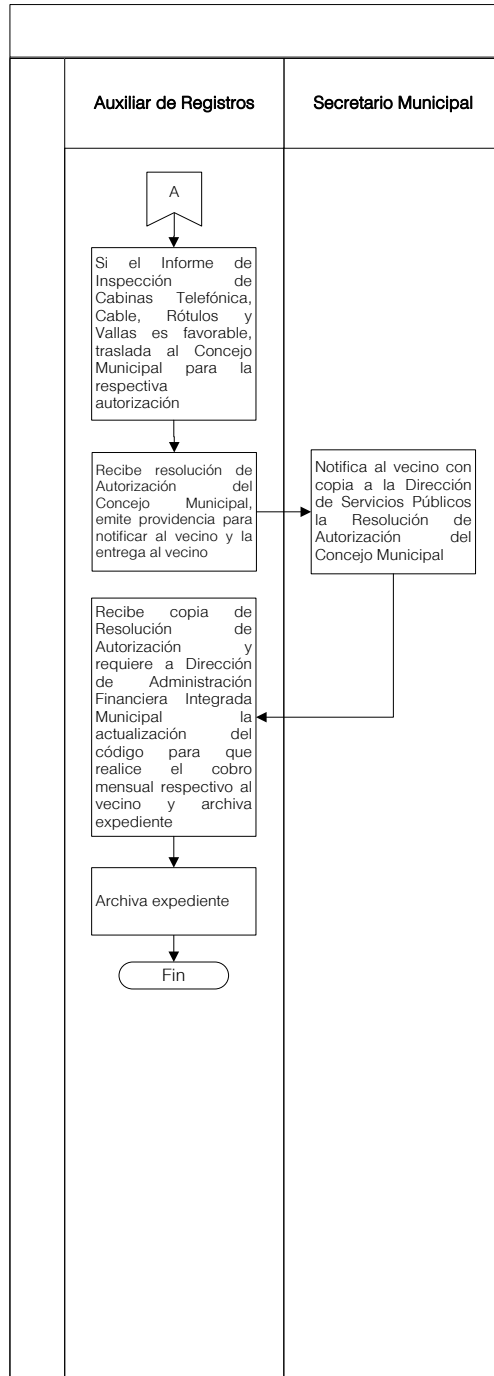 Auxiliar de Registros
Secretario Municipal
A
Si el Informe de
Inspección de
Cabinas Telefónica,
Cable, Rótulos y
Vallas es favorable,
traslada al Concejo
Municipal para la
respectiva
autorización
Recibe resolución de
Autorización del
Concejo Municipal,
emite providencia para
notificar al vecino y la
entrega al vecino
Notifica al vecino con
copia a la Dirección
de Servicios Públicos
la Resolución de
Autorización del
Concejo Municipal
Recibe copia de
Resolución de
Autorización y
requiere a Dirección
de Administración
Financiera Integrada
Municipal la
actualización del
código para que
realice el cobro
mensual respectivo al
vecino y archiva
expediente
Archiva expediente
Fin